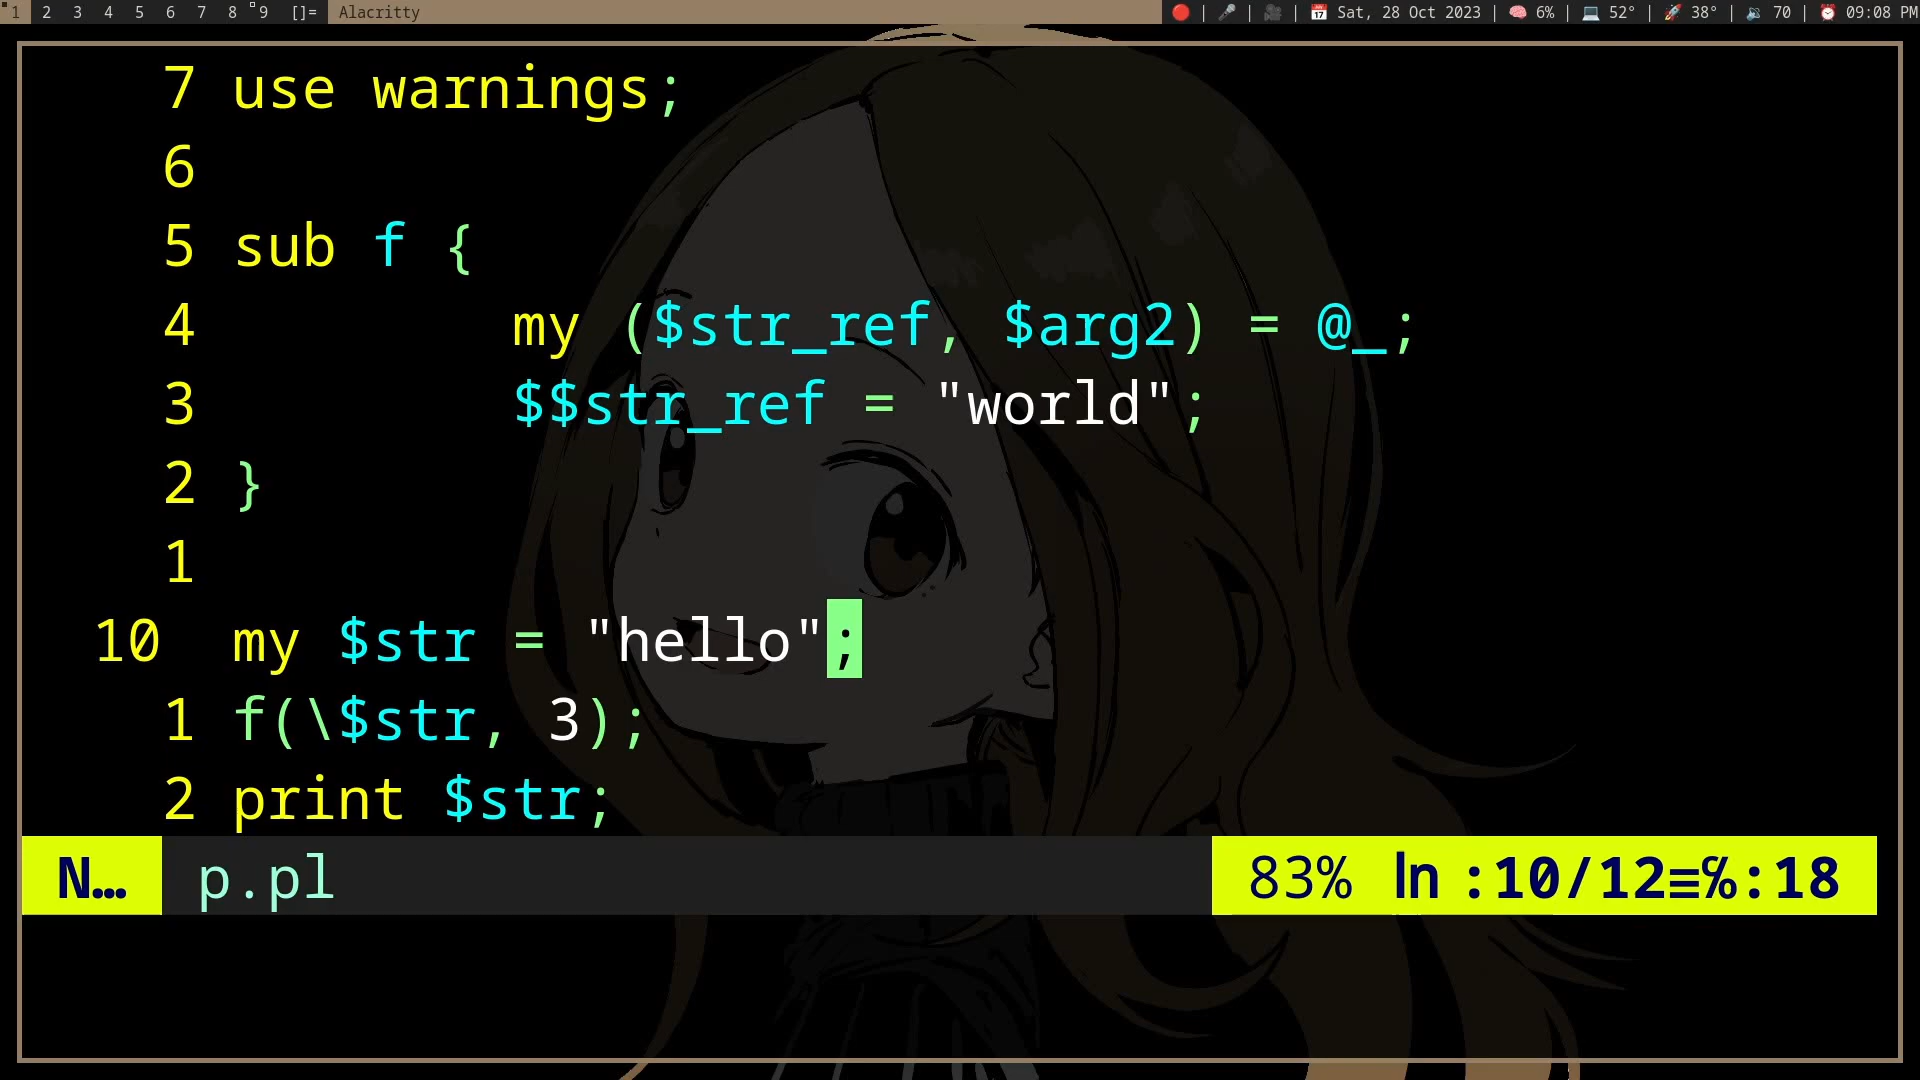 1 2 3 4 5 6 7 8 9 []= Alacritty | | | Sat, 28 Oct 2023 | 6% | 52° | 38° | 70 | 09:08 PM
7 use warnings;
6
5 sub f {
4 my ($str_ref, $arg2) = @_;
3 $$str_ref = "world";
2 }
1
10 my $str = "hello";
1 f(\$str, 3);
2 print $str;
N… p.pl 83% ln :10/12≡℅:18